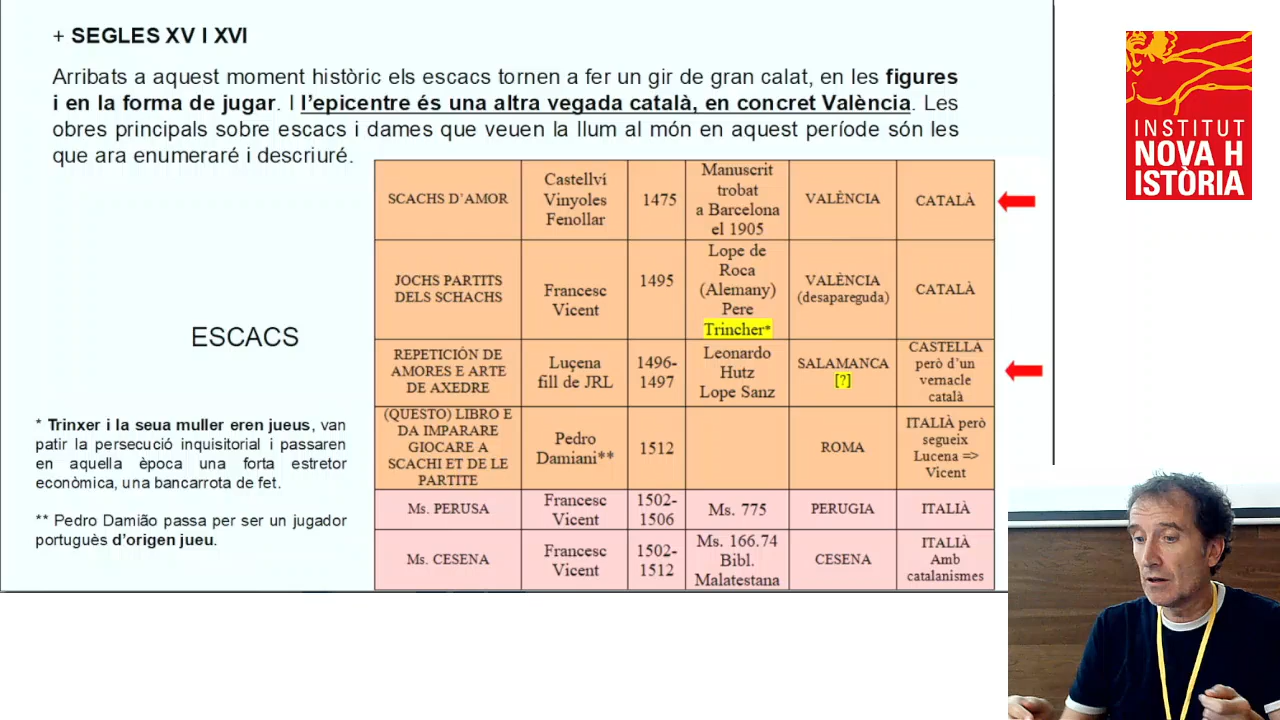 + SEGLES XV I XVI
Arribats a aquest moment històric els escacs tornen a fer un gir de gran calat, en les figures
i en la forma de jugar. I l'epicentre és una altra vegada català, en concret València. Les
obres principals sobre escacs i dames que veuen la llum al món en aquest període són les
que ara enumeraré i descriuré.
ESCACS
SCACHS D'AMOR
Castellví
Vinyoles
Fenollar
1475
Manuscrit
trobat
a Barcelona
el 1905
VALÈNCIA
CATALÀ
JOCHS PARTITS
DELS SCHACHS
Francesc
Vicent
1495
Lope de
Roca
(Alemany)
Pere
Trincher*
VALÈNCIA
(desapareguda)
CATALÀ
REPETICIÓN DE
AMORES E ARTE
DE AXEDRE
Luçena
fill de JRL
1496-
1497
Leonardo
Hutz
Lope Sanz
SALAMANCA
[?]
CASTELLÀ
però d'un
vernacle
català
(QUESTO) LIBRO E
DA IMPARARE
GIOCARE A
SCACHI ET DE LE
PARTITE
Pedro
Damiani**
1512
ROMA
ITALIÀ però
segueix
Lucena =>
Vicent
Ms. PERUSA
Francesc
Vicent
1502-
1506
Ms. 775
PERUGIA
ITALIÀ
Ms. CESENA
Francesc
Vicent
1502-
1512
Ms. 166.74
Bibl.
Malatestana
CESENA
ITALIÀ
Amb
catalanismes
* Trinxer i la seua muller eren jueus, van
patir la persecució inquisitorial i passaren
en aquella època una forta estretor
econòmica, una bancarrota de fet.
** Pedro Damião passa per ser un jugador
portuguès d'origen jueu.
INSTITUT
NOVA H
ISTÒRIA